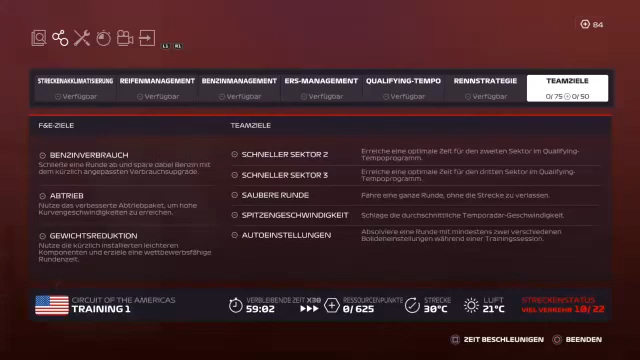 84
L1 R1
STRECKENAKKLIMATISIERUNG REIFENMANAGEMENT BENZINMANAGEMENT ERS-MANAGEMENT QUALIFYING-TEMPO RENNSTRATEGIE TEAMZIELE
Verfügbar Verfügbar Verfügbar Verfügbar Verfügbar Verfügbar 0/75 0/50
F&E-ZIELE
BENZINVERBRAUCH
Schließe eine Runde ab und spare dabei Benzin mit
dem kürzlich angepassten Verbrauchsupgrade.
ABTRIEB
Nutze das verbesserte Abtriebpaket, um hohe
Kurvengeschwindigkeiten zu erreichen.
GEWICHTSREDUKTION
Nutze die kürzlich installierten leichteren
Komponenten und erziele eine wettbewerbsfähige
Rundenzeit.
TEAMZIELE
SCHNELLER SEKTOR 2 Erreiche eine optimale Zeit für den zweiten Sektor im Qualifying-
Tempoprogramm.
SCHNELLER SEKTOR 3 Erreiche eine optimale Zeit für den dritten Sektor im Qualifying-
Tempoprogramm.
SAUBERE RUNDE Fahre eine ganze Runde, ohne die Strecke zu verlassen.
SPITZENGESCHWINDIGKEIT Schlage die durchschnittliche Temporadar-Geschwindigkeit
AUTOEINSTELLUNGEN Absolviere eine Runde mit mindestens zwei verschiedenen
Bolideneinstellungen während einer Trainingssession.
CIRCUIT OF THE AMERICAS VERBLEIBENDE ZEIT X30 RESSOURCENPUNKTE STRECKE LUFT STRECKENSTATUS
TRAINING 1 59:02 0/625 30°C 21°C VIEL VERKEHR 18/22
ZEIT BESCHLEUNIGEN BEENDEN